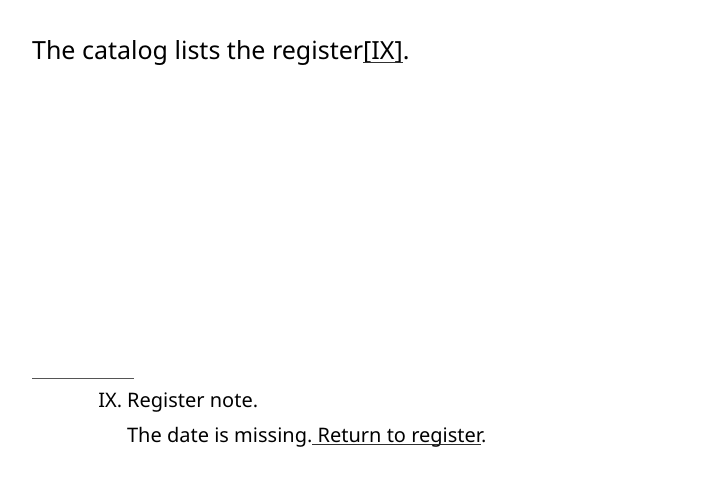 The catalog lists the register[IX].
IX. Register note.
The date is missing. Return to register.